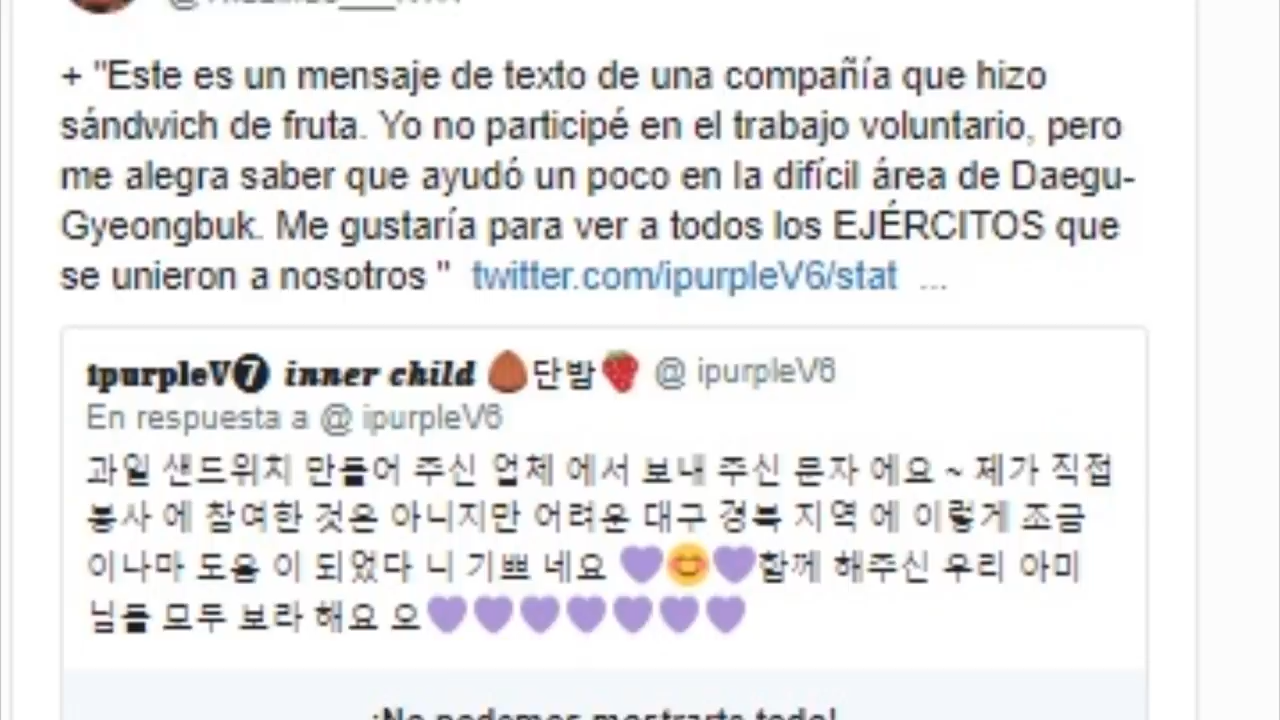 + "Este es un mensaje de texto de una compañía que hizo
sándwich de fruta. Yo no participé en el trabajo voluntario, pero
me alegra saber que ayudó un poco en la difícil área de Daegu-
Gyeongbuk. Me gustaría para ver a todos los EJÉRCITOS que
se unieron a nosotros " twitter.com/ipurpleV6/stat ...
ipurpleV❼ inner child 🌰단밤🍓 @ ipurpleV6
En respuesta a @ ipurpleV6
과일 샌드위치 만들어 주신 업체 에서 보내 주신 문자 에요 ~ 제가 직접
봉사 에 참여한 것은 아니지만 어려운 대구 경북 지역 에 이렇게 조금
이나마 도움 이 되었다 니 기쁘 네요 💜😊💜함께 해주신 우리 아미
님들 모두 보라 해요 오💜💜💜💜💜💜💜
¡No podemos mostrarte todo!